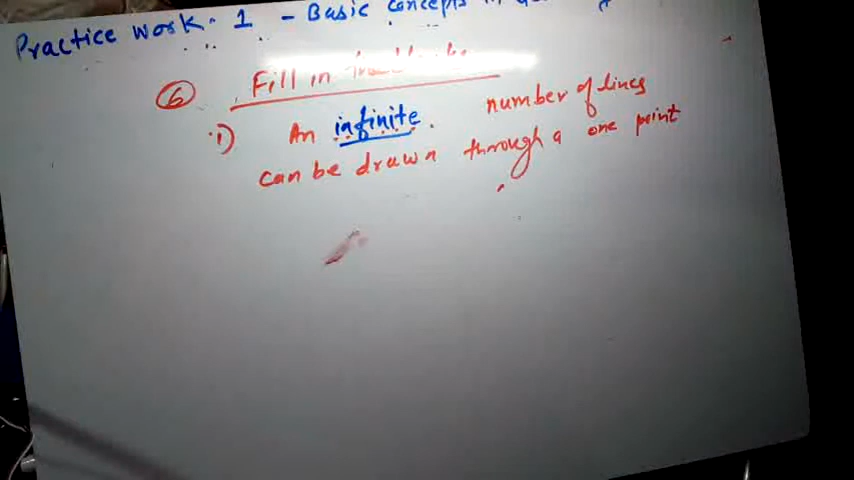 Practice work. 1 - Basic concepts in
6 Fill in
i) An infinite. number of lines
can be drawn through a one point